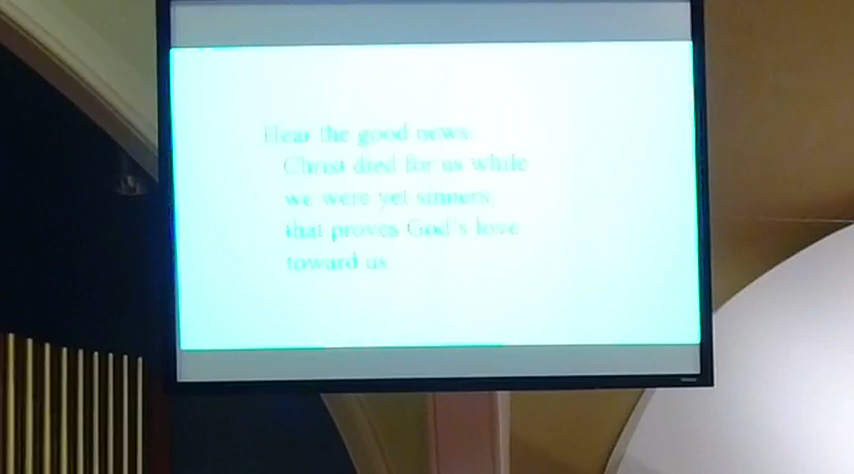 Hear the good news:
Christ died for us while
we were yet sinners;
that proves God's love
toward us